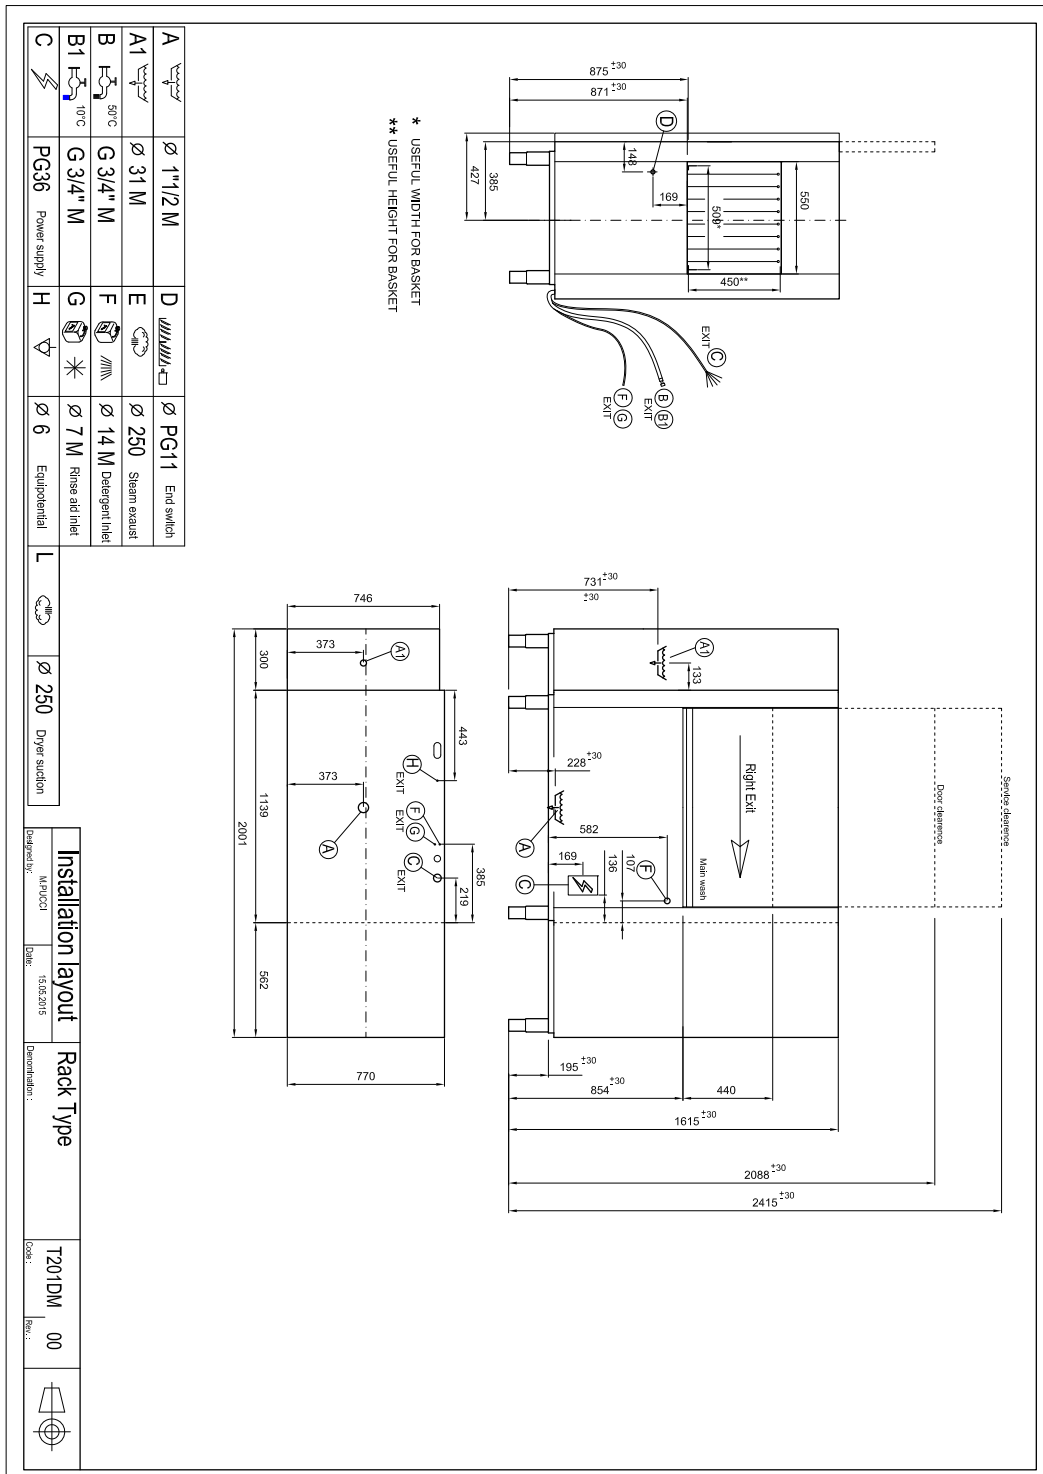 875 ±30
871 ±30
D
148
169
385
427
550
509*
450**
C
EXIT
B B1
EXIT
F G
EXIT
* USEFUL WIDTH FOR BASKET
** USEFUL HEIGHT FOR BASKET
731 ±30
±30
A1
133
228 ±30
A
582
169
C
136
107
F
Right Exit
Main wash
Door clearence
Service clearence
195 ±30
854 ±30
440
1615 ±30
2088 ±30
2415 ±30
746
373
A1
300
443
H
EXIT
373
A
F
G
EXIT
C
EXIT
385
219
1139
2001
562
770
A Ø 1"1/2 M D Ø PG11 End switch
A1 Ø 31 M E Ø 250 Steam exaust
B 50°C G 3/4" M F Ø 14 M Detergent inlet
B1 10°C G 3/4" M G Ø 7 M Rinse aid inlet
C PG36 Power supply H Ø 6 Equipotential L Ø 250 Dryer suction
Installation layout
Designed by: M.PUCCI
Date: 15.05.2015
Rack Type
Denomination :
T201DM 00
Code :
Rev. :